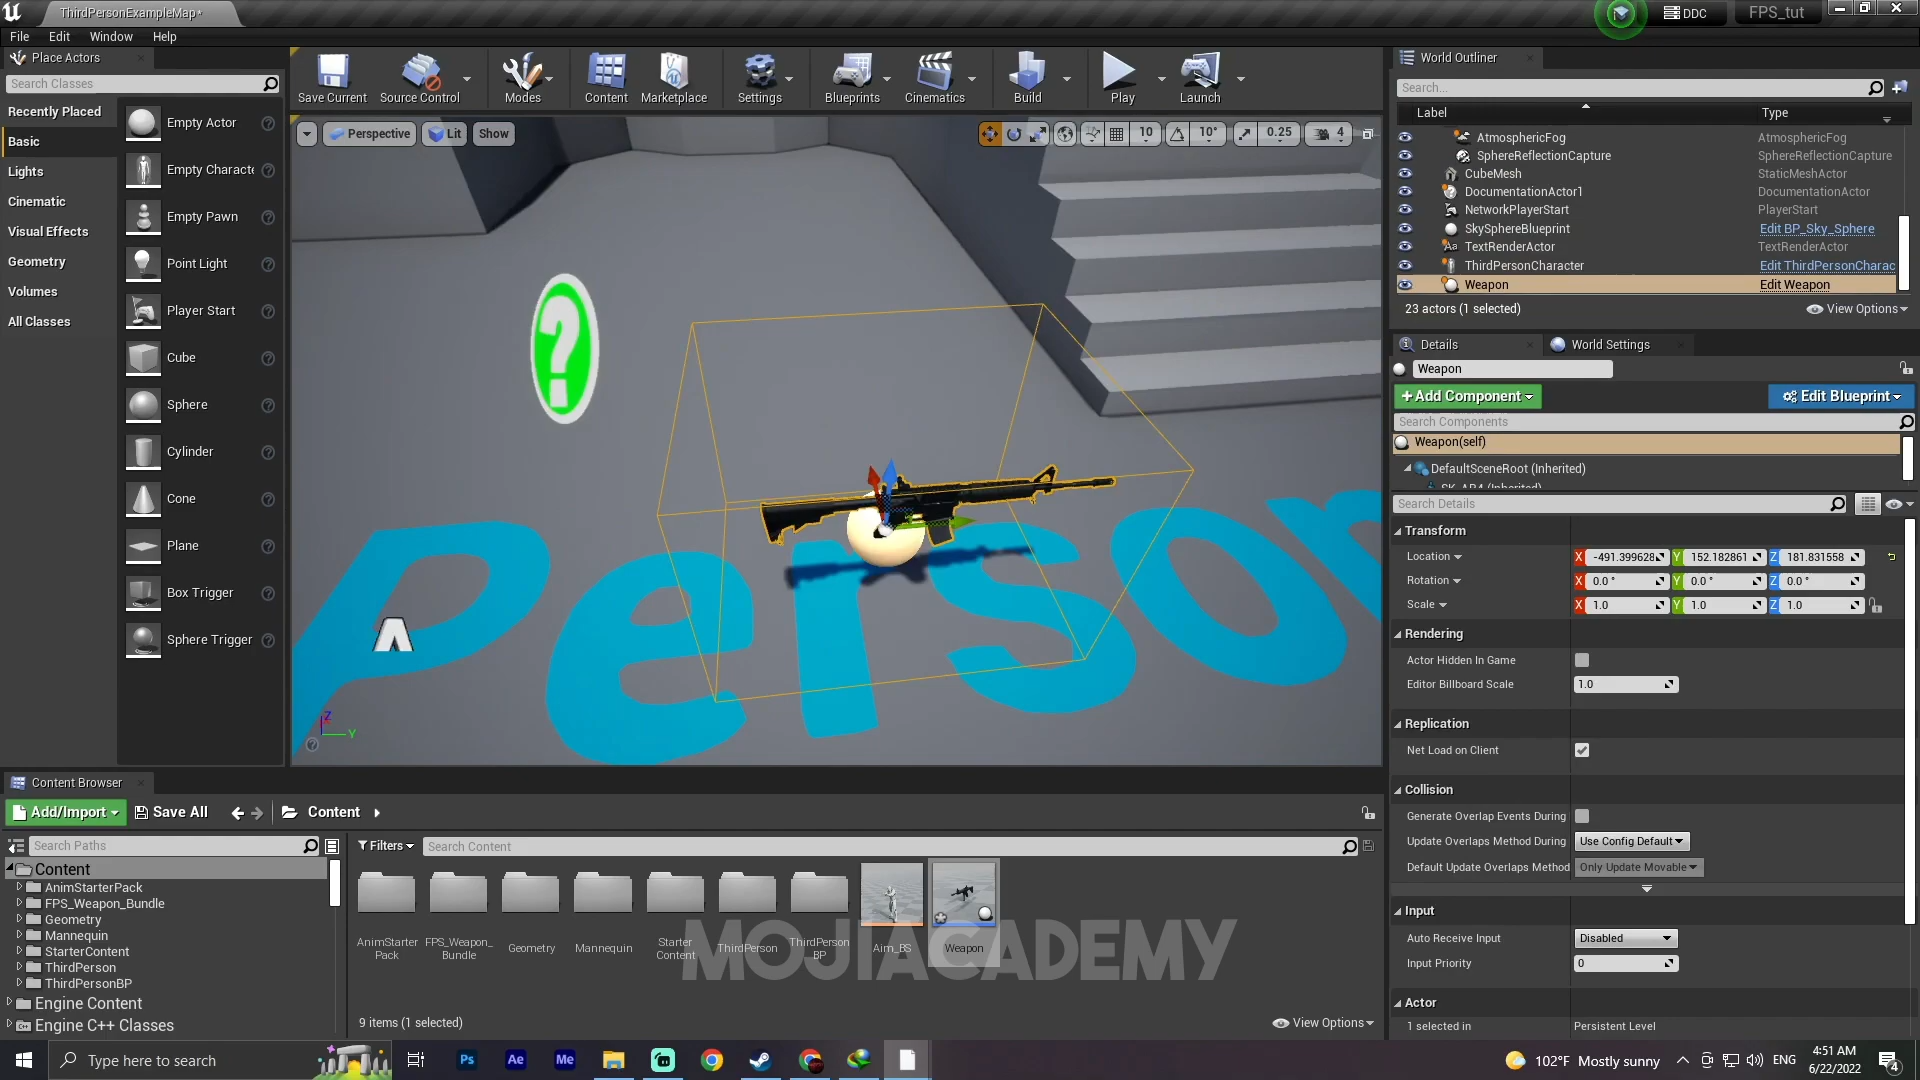 ThirdPersonExampleMap*
DDC
FPS_tut
File Edit Window Help
Place Actors
Search Classes
Recently Placed
Basic
Lights
Cinematic
Visual Effects
Geometry
Volumes
All Classes
Empty Actor
Empty Characte
Empty Pawn
Point Light
Player Start
Cube
Sphere
Cylinder
Cone
Plane
Box Trigger
Sphere Trigger
Save Current
Source Control
Modes
Content
Marketplace
Settings
Blueprints
Cinematics
Build
Play
Launch
Perspective
Lit
Show
10
10°
0.25
4
?
Person
Z
Y
World Outliner
Search...
Label Type
AtmosphericFog AtmosphericFog
SphereReflectionCapture SphereReflectionCapture
CubeMesh StaticMeshActor
DocumentationActor1 DocumentationActor
NetworkPlayerStart PlayerStart
SkySphereBlueprint Edit BP_Sky_Sphere
TextRenderActor TextRenderActor
ThirdPersonCharacter Edit ThirdPersonCharac
Weapon Edit Weapon
23 actors (1 selected)
View Options
Details
World Settings
Weapon
+Add Component
Edit Blueprint
Search Components
Weapon(self)
DefaultSceneRoot (Inherited)
SK_AR4 (Inherited)
Search Details
Transform
Location X -491.399628 Y 152.182861 Z 181.831558
Rotation X 0.0 ° Y 0.0 ° Z 0.0 °
Scale X 1.0 Y 1.0 Z 1.0
Rendering
Actor Hidden In Game
Editor Billboard Scale 1.0
Replication
Net Load on Client
Collision
Generate Overlap Events During
Update Overlaps Method During Use Config Default
Default Update Overlaps Method Only Update Movable
Input
Auto Receive Input Disabled
Input Priority 0
Actor
1 selected in Persistent Level
Content Browser
Add/Import
Save All
Content
Search Paths
Content
AnimStarterPack
FPS_Weapon_Bundle
Geometry
Mannequin
StarterContent
ThirdPerson
ThirdPersonBP
Engine Content
Engine C++ Classes
Filters
Search Content
AnimStarter
Pack
FPS_Weapon_
Bundle
Geometry
Mannequin
Starter
Content
ThirdPerson
ThirdPerson
BP
Aim_BS
Weapon
MOJIACADEMY
9 items (1 selected)
View Options
Type here to search
Ps
Ae
Me
102°F Mostly sunny
ENG
4:51 AM
6/22/2022
4